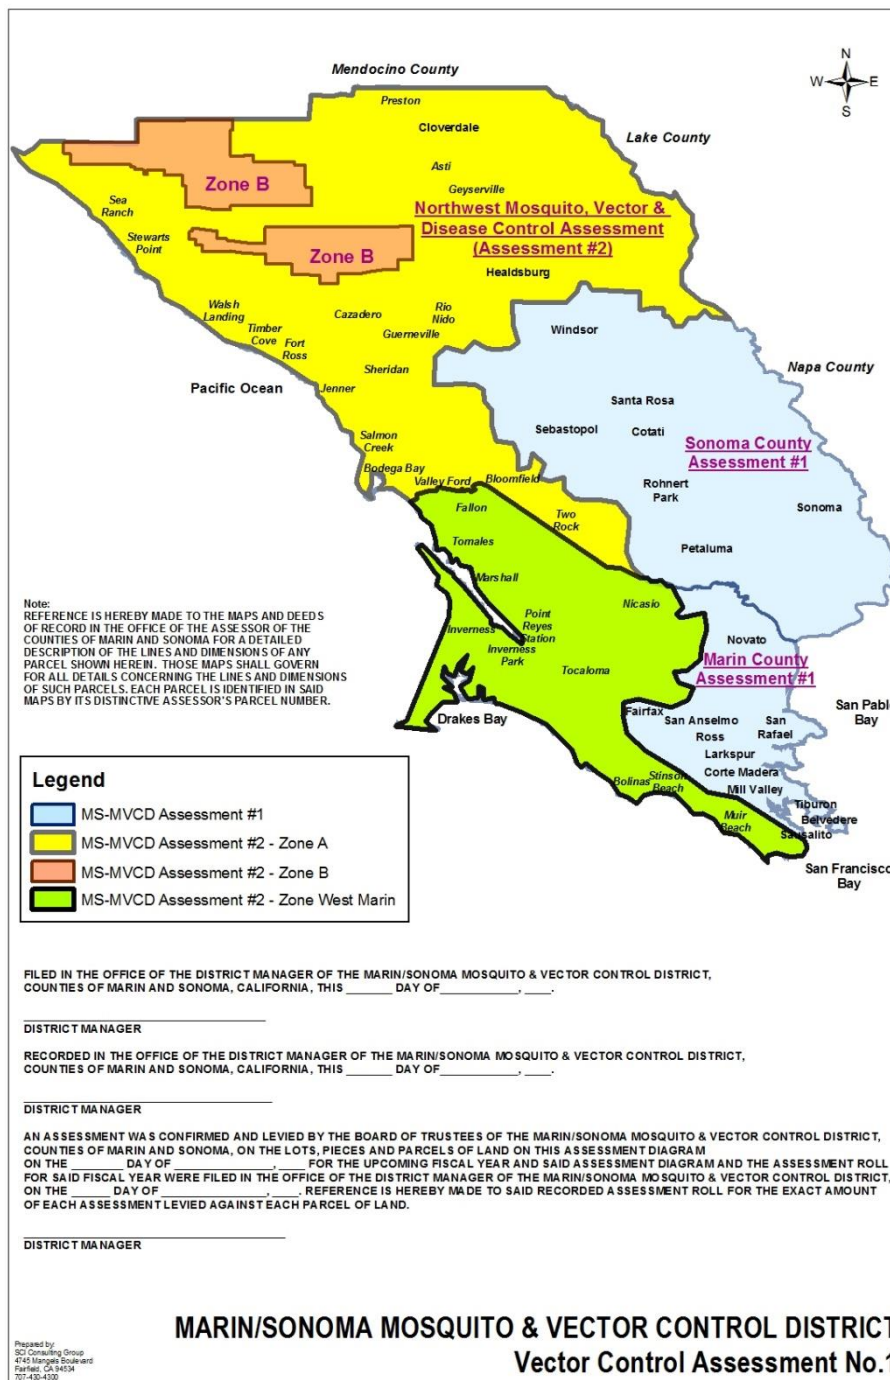 Mendocino County
N
W E
S
Preston
Cloverdale
Lake County
Asti
Zone B
Geyserville
Sea
Ranch
Northwest Mosquito, Vector &
Disease Control Assessment
(Assessment #2)
Stewarts
Point
Zone B
Healdsburg
Walsh
Landing
Rio
Nido
Cazadero
Timber
Cove
Fort
Ross
Guerneville
Windsor
Sheridan
Napa County
Pacific Ocean
Jenner
Santa Rosa
Sebastopol
Cotati
Salmon
Creek
Sonoma County
Assessment #1
Bodega Bay
Valley Ford
Bloomfield
Rohnert
Park
Fallon
Two
Rock
Sonoma
Tomales
Petaluma
Marshall
Nicasio
Note:
REFERENCE IS HEREBY MADE TO THE MAPS AND DEEDS
OF RECORD IN THE OFFICE OF THE ASSESSOR OF THE
COUNTIES OF MARIN AND SONOMA FOR A DETAILED
DESCRIPTION OF THE LINES AND DIMENSIONS OF ANY
PARCEL SHOWN HEREIN. THOSE MAPS SHALL GOVERN
FOR ALL DETAILS CONCERNING THE LINES AND DIMENSIONS
OF SUCH PARCELS. EACH PARCEL IS IDENTIFIED IN SAID
MAPS BY ITS DISTINCTIVE ASSESSOR'S PARCEL NUMBER.
Point
Reyes
Station
Inverness
Inverness
Park
Novato
Marin County
Assessment #1
Tocaloma
San Pablo
Bay
Drakes Bay
Fairfax
San Anselmo
San
Rafael
Ross
Larkspur
Corte Madera
Bolinas
Stinson
Beach
Mill Valley
Tiburon
Belvedere
Muir
Beach
Sausalito
San Francisco
Bay
Legend
MS-MVCD Assessment #1
MS-MVCD Assessment #2 - Zone A
MS-MVCD Assessment #2 - Zone B
MS-MVCD Assessment #2 - Zone West Marin
FILED IN THE OFFICE OF THE DISTRICT MANAGER OF THE MARIN/SONOMA MOSQUITO & VECTOR CONTROL DISTRICT,
COUNTIES OF MARIN AND SONOMA, CALIFORNIA, THIS ______ DAY OF__________, ____.
DISTRICT MANAGER
RECORDED IN THE OFFICE OF THE DISTRICT MANAGER OF THE MARIN/SONOMA MOSQUITO & VECTOR CONTROL DISTRICT,
COUNTIES OF MARIN AND SONOMA, CALIFORNIA, THIS ______ DAY OF__________, ____.
DISTRICT MANAGER
AN ASSESSMENT WAS CONFIRMED AND LEVIED BY THE BOARD OF TRUSTEES OF THE MARIN/SONOMA MOSQUITO & VECTOR CONTROL DISTRICT,
COUNTIES OF MARIN AND SONOMA, ON THE LOTS, PIECES AND PARCELS OF LAND ON THIS ASSESSMENT DIAGRAM
ON THE _______ DAY OF _____________, ____ FOR THE UPCOMING FISCAL YEAR AND SAID ASSESSMENT DIAGRAM AND THE ASSESSMENT ROLL
FOR SAID FISCAL YEAR WERE FILED IN THE OFFICE OF THE DISTRICT MANAGER OF THE MARIN/SONOMA MOSQUITO & VECTOR CONTROL DISTRICT,
ON THE _____ DAY OF ______________, ____. REFERENCE IS HEREBY MADE TO SAID RECORDED ASSESSMENT ROLL FOR THE EXACT AMOUNT
OF EACH ASSESSMENT LEVIED AGAINST EACH PARCEL OF LAND.
DISTRICT MANAGER
MARIN/SONOMA MOSQUITO & VECTOR CONTROL DISTRICT
Vector Control Assessment No.1
Prepared by:
SCI Consulting Group
4745 Mangels Boulevard
Fairfield, CA 94534
707-430-4300